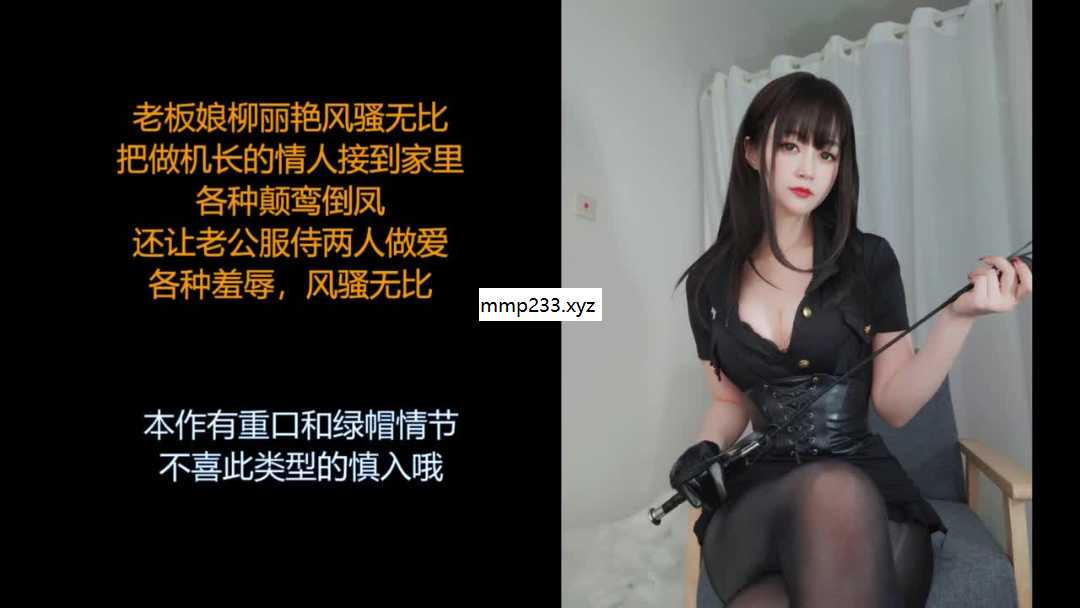 老板娘柳丽艳风骚无比
把做机长的情人接到家里
各种颠鸾倒凤
还让老公服侍两人做爱
各种羞辱，风骚无比
mmp233.xyz
本作有重口和绿帽情节
不喜此类型的慎入哦